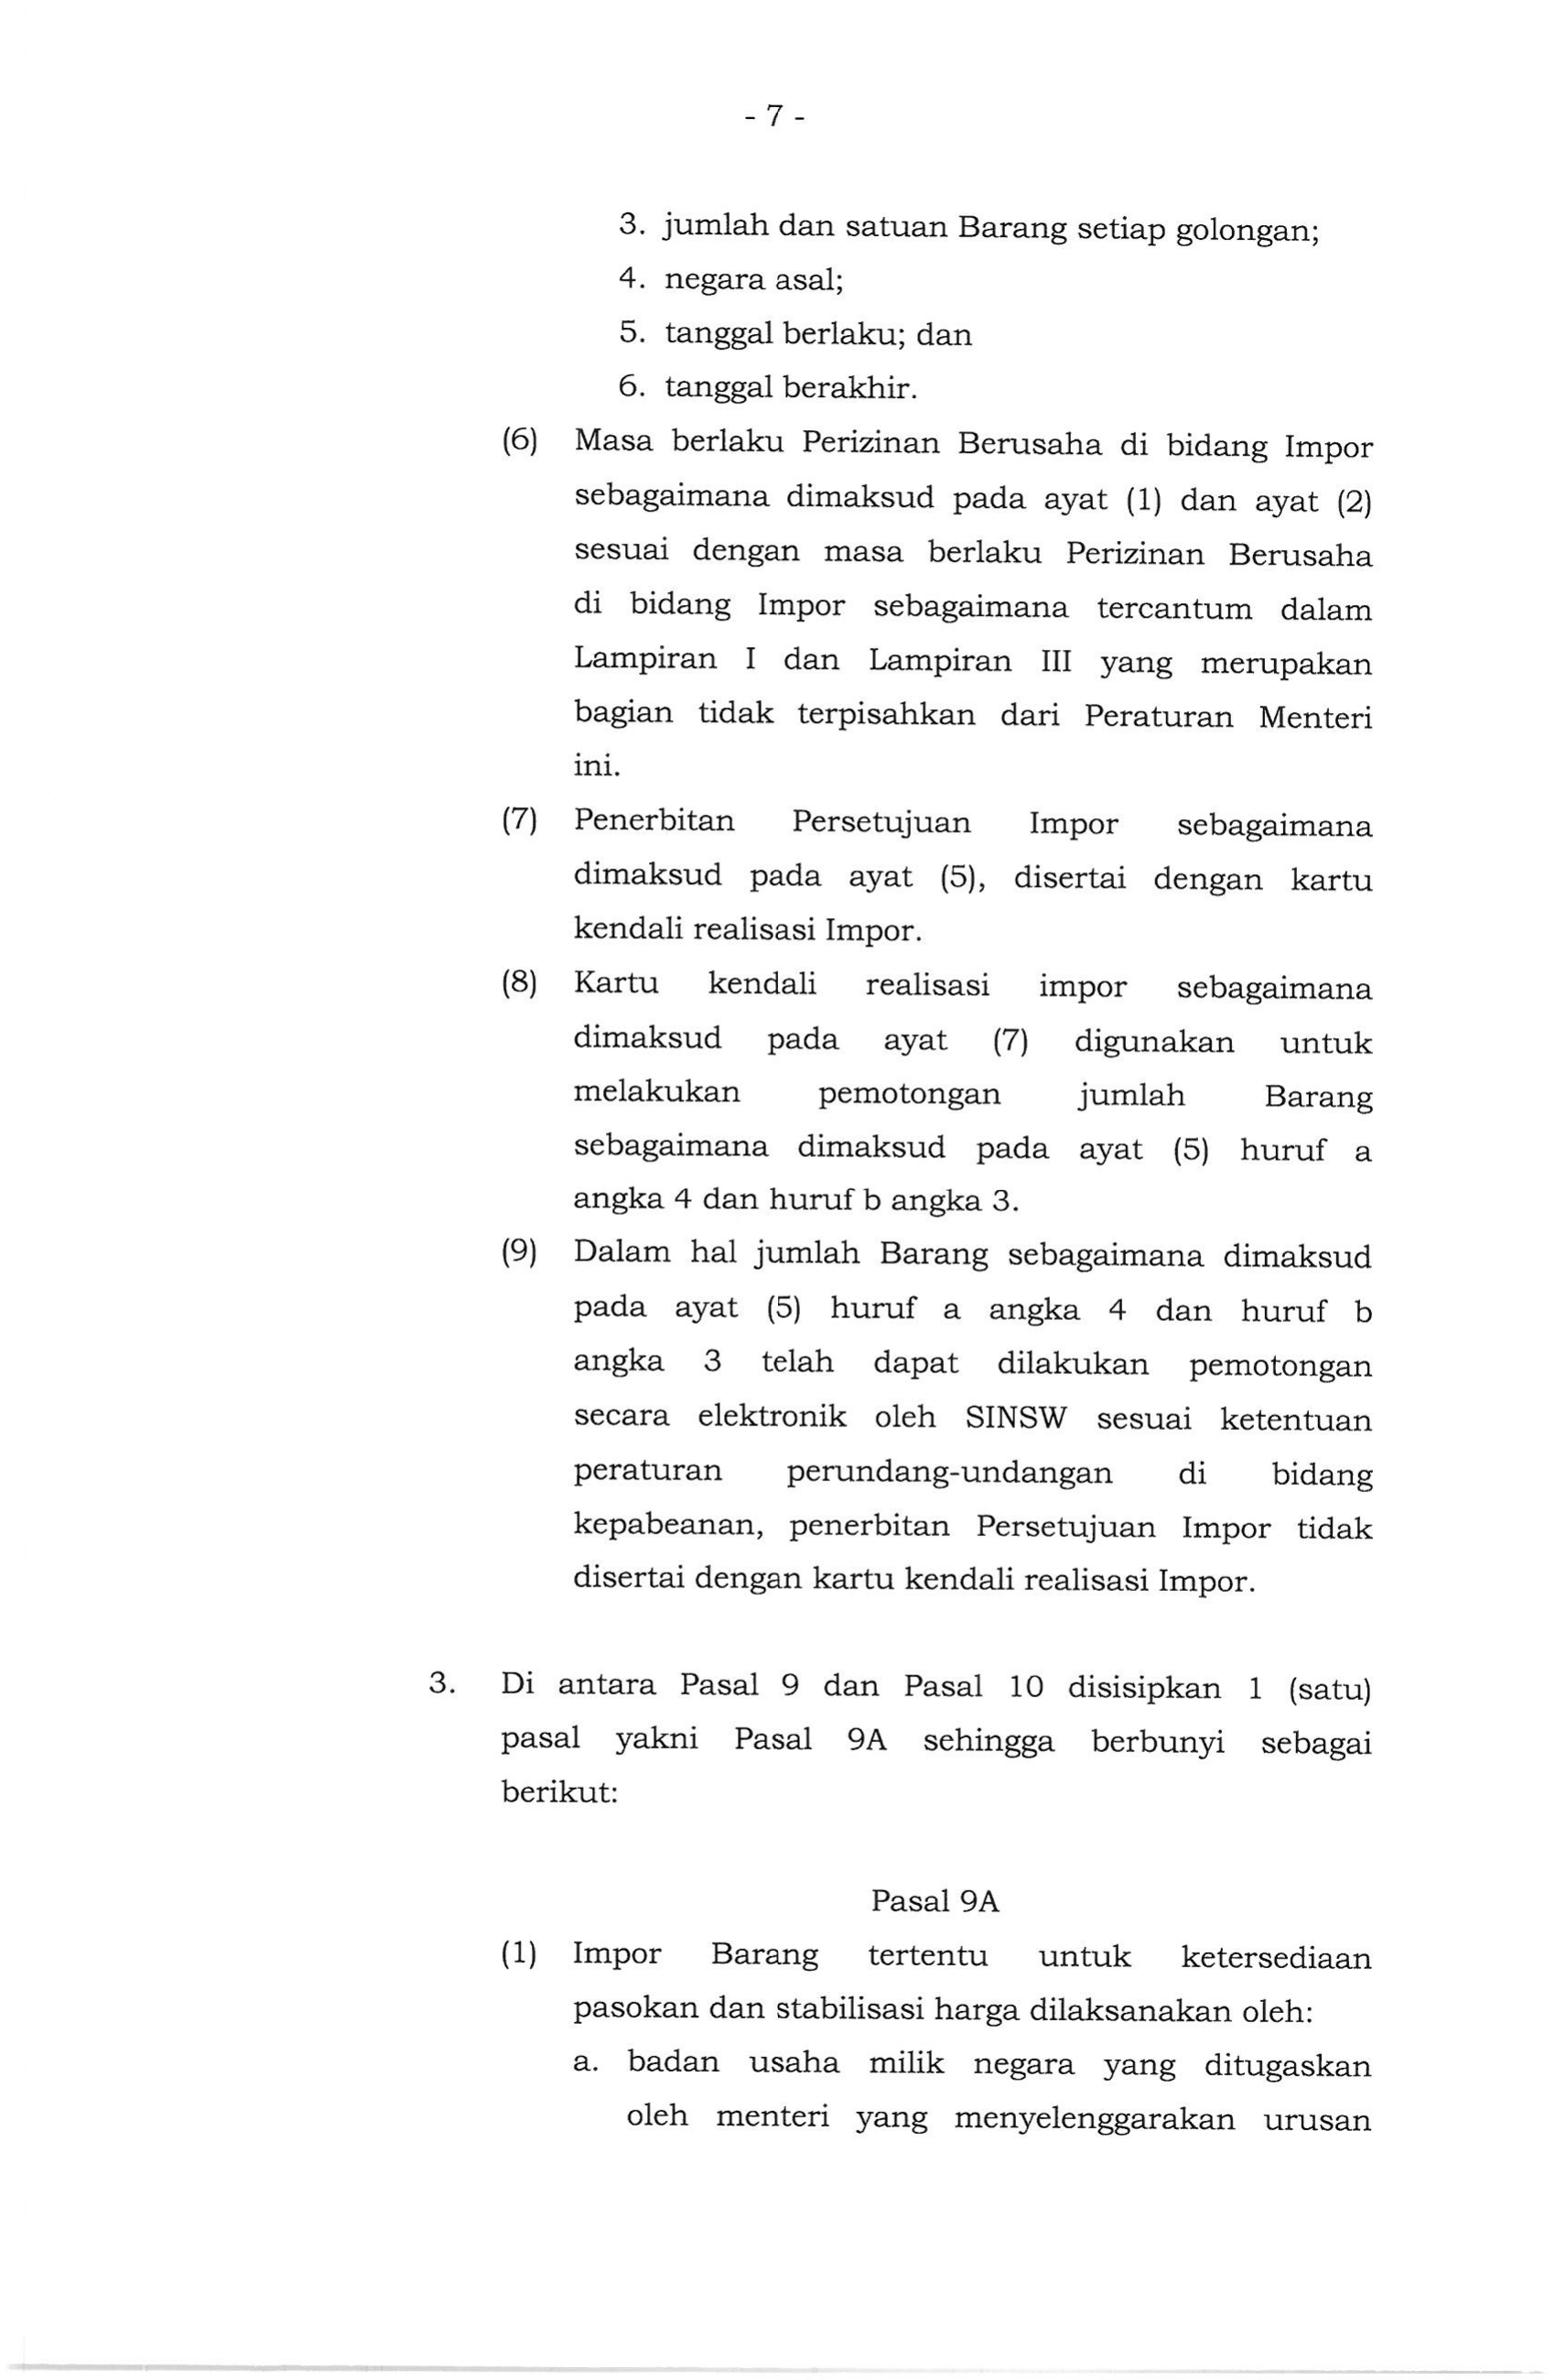 - 7 -
3. jumlah dan satuan Barang setiap golongan;
4. negara asal;
5. tanggal berlaku; dan
6. tanggal berakhir.
(6) Masa berlaku Perizinan Berusaha di bidang Impor
sebagaimana dimaksud pada ayat (1) dan ayat (2)
sesuai dengan masa berlaku Perizinan Berusaha
di bidang Impor sebagaimana tercantum dalam
Lampiran I dan Lampiran III yang merupakan
bagian tidak terpisahkan dari Peraturan Menteri
ini.
(7) Penerbitan Persetujuan Impor sebagaimana
dimaksud pada ayat (5), disertai dengan kartu
kendali realisasi Impor.
(8) Kartu kendali realisasi impor sebagaimana
dimaksud pada ayat (7) digunakan untuk
melakukan pemotongan jumlah Barang
sebagaimana dimaksud pada ayat (5) huruf a
angka 4 dan huruf b angka 3.
(9) Dalam hal jumlah Barang sebagaimana dimaksud
pada ayat (5) huruf a angka 4 dan huruf b
angka 3 telah dapat dilakukan pemotongan
secara elektronik oleh SINSW sesuai ketentuan
peraturan perundang-undangan di bidang
kepabeanan, penerbitan Persetujuan Impor tidak
disertai dengan kartu kendali realisasi Impor.
3. Di antara Pasal 9 dan Pasal 10 disisipkan 1 (satu)
pasal yakni Pasal 9A sehingga berbunyi sebagai
berikut:
Pasal 9A
(1) Impor Barang tertentu untuk ketersediaan
pasokan dan stabilisasi harga dilaksanakan oleh:
a. badan usaha milik negara yang ditugaskan
oleh menteri yang menyelenggarakan urusan